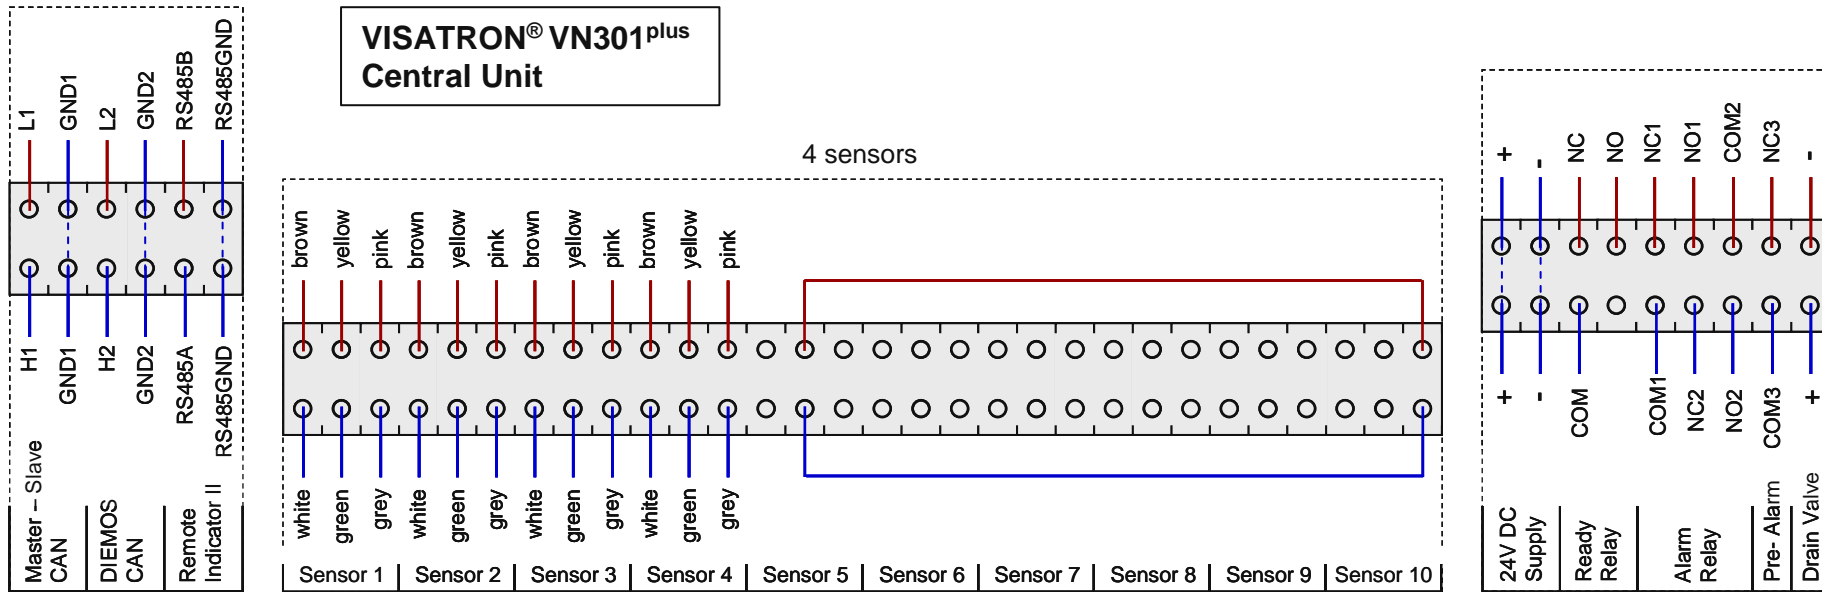 VISATRON® VN301plus
Central Unit
4 sensors
L1
GND1
L2
GND2
RS485B
RS485GND
H1
GND1
H2
GND2
RS485A
RS485GND
Master – Slave
CAN
DIEMOS
CAN
Remote
Indicator II
brown
yellow
pink
brown
yellow
pink
brown
yellow
pink
brown
yellow
pink
white
green
grey
white
green
grey
white
green
grey
white
green
grey
Sensor 1
Sensor 2
Sensor 3
Sensor 4
Sensor 5
Sensor 6
Sensor 7
Sensor 8
Sensor 9
Sensor 10
+
-
NC
NO
NC1
NO1
COM2
NC3
-
+
-
COM
COM1
NC2
NO2
COM3
+
24V DC
Supply
Ready
Relay
Alarm
Relay
Pre- Alarm
Drain Valve